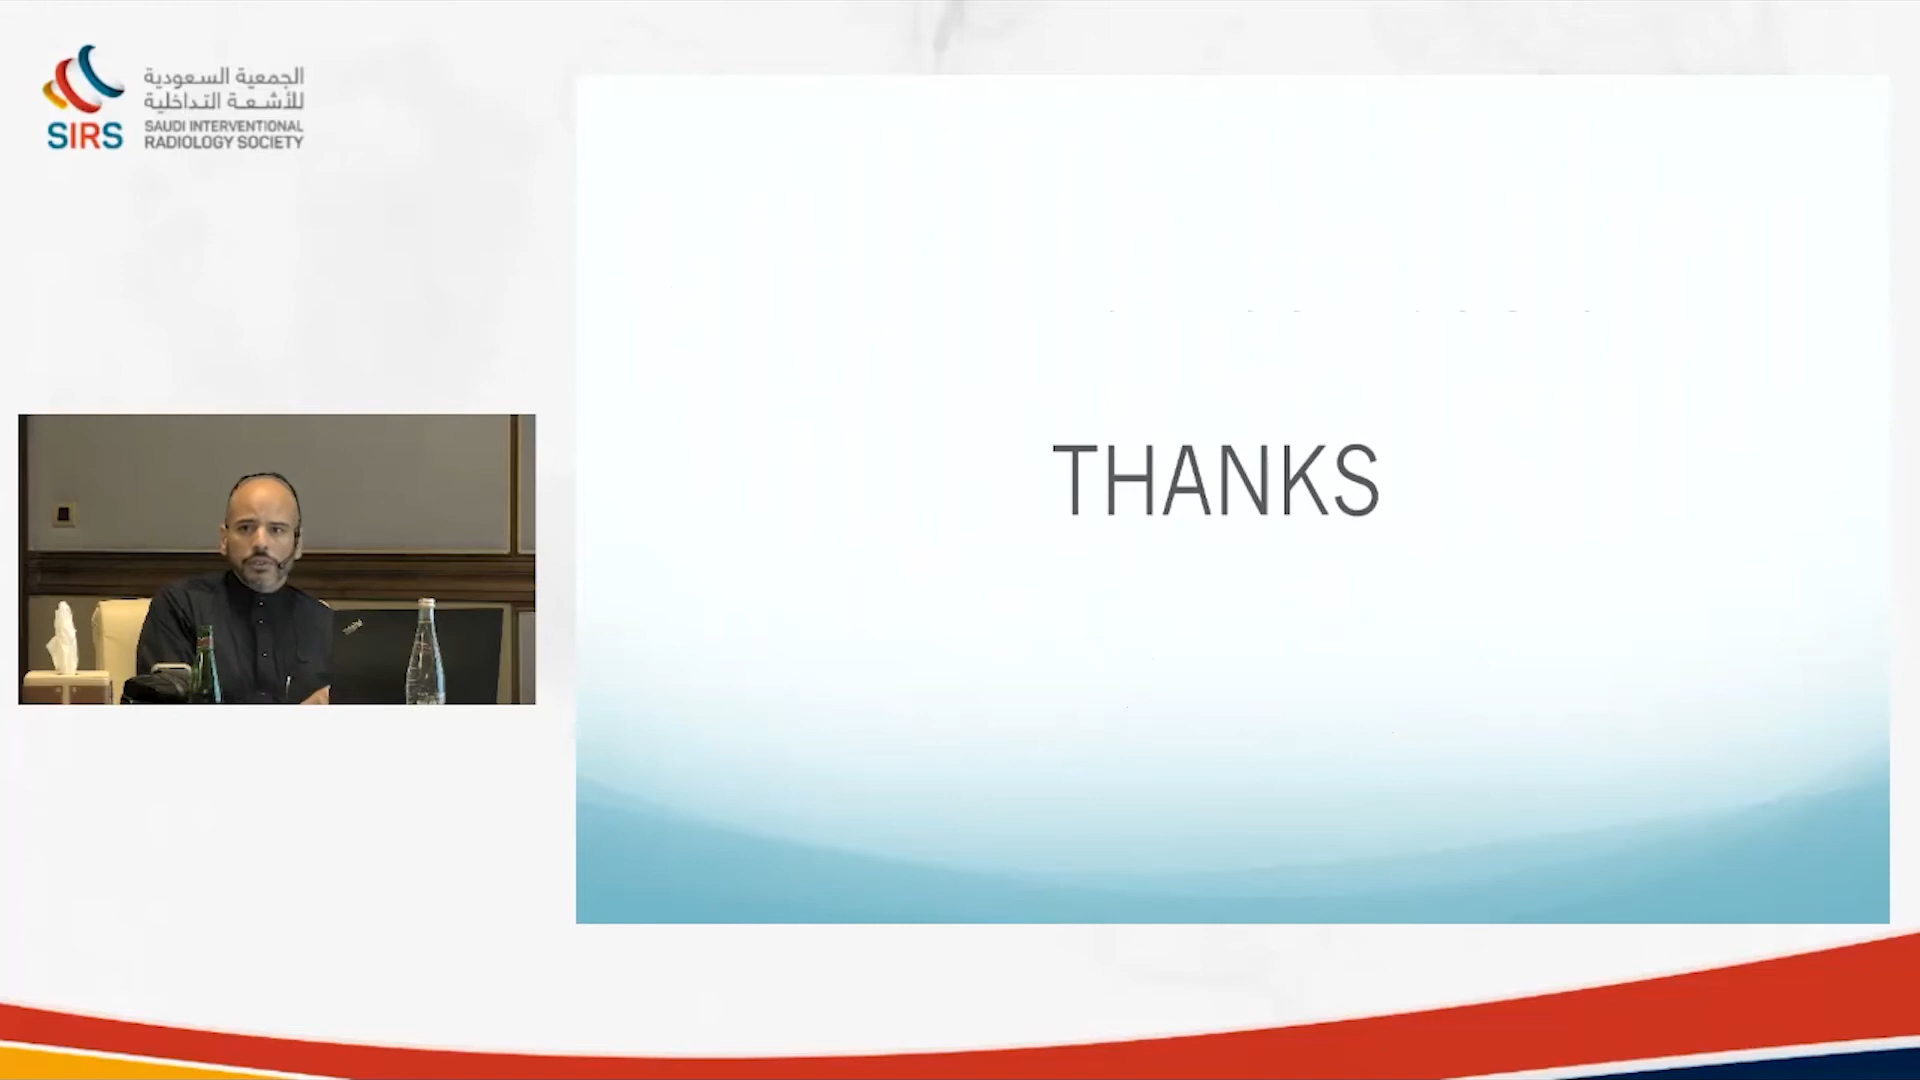 الجمعية السعودية
للأشعة التداخلية
SIRS
SAUDI INTERVENTIONAL
RADIOLOGY SOCIETY
THANKS